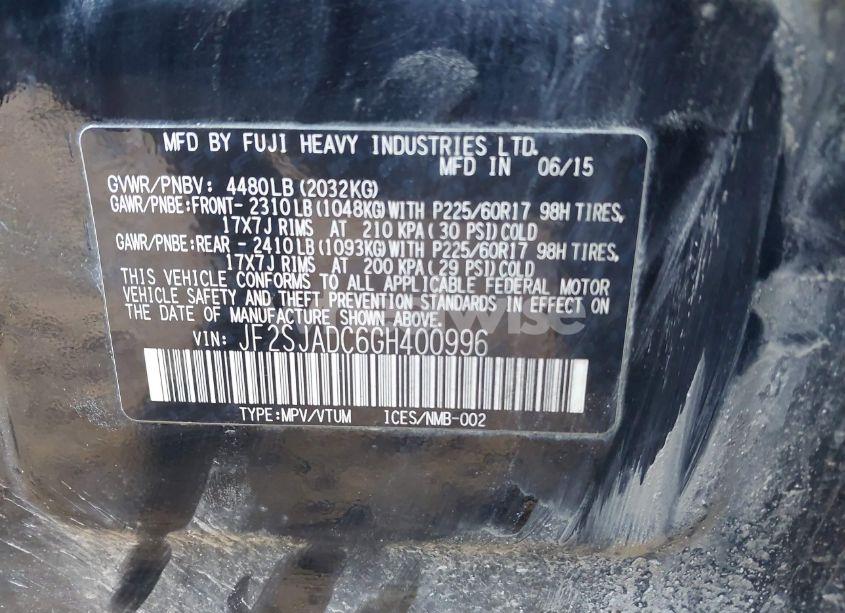 MFD BY FUJI HEAVY INDUSTRIES LTD.
MFD IN 06/15
GVWR/PNBV: 4480LB (2032KG)
GAWR/PNBE:FRONT- 2310LB (1048KG) WITH P225/60R17 98H TIRES,
17X7J RIMS AT 210 KPA ( 30 PSI) COLD
GAWR/PNBE:REAR - 2410LB (1093KG) WITH P225/60R17 98H TIRES,
17X7J RIMS AT 200 KPA ( 29 PSI) COLD
THIS VEHICLE CONFORMS TO ALL APPLICABLE FEDERAL MOTOR
VEHICLE SAFETY AND THEFT PREVENTION STANDARDS IN EFFECT ON
THE DATE OF MANUFACTURE SHOWN ABOVE.
VIN: JF2SJADC6GH400996
TYPE:MPV/VTUM ICES/NMB-002